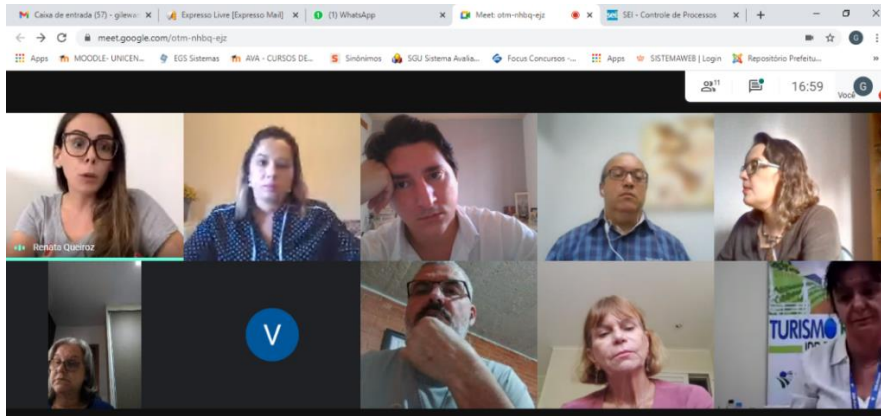 Caixa de entrada (57) - gilewa
Expresso Livre [Expresso Mail]
(1) WhatsApp
Meet: otm-nhbq-ejz
SEI - Controle de Processos
meet.google.com/otm-nhbq-ejz
G
Apps
MOODLE- UNICEN...
EGS Sistemas
AVA - CURSOS DE...
Sinônimos
SGU Sistema Avalia...
Focus Concursos -...
Apps
SISTEMAWEB | Login
Repositório Prefeitu...
11
16:59
Você
G
Renata Queiroz
V
TURISMO